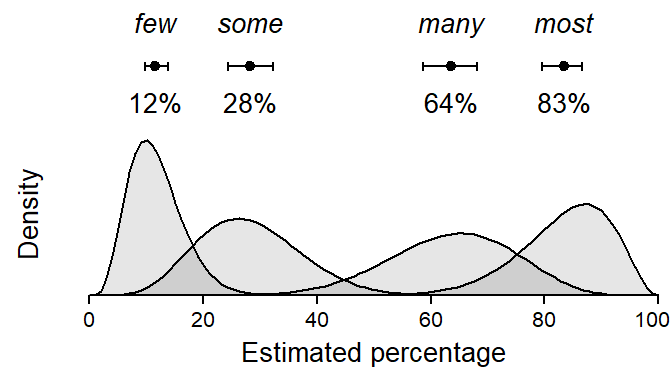 few some many most
12% 28% 64% 83%
Density
0 20 40 60 80 100
Estimated percentage